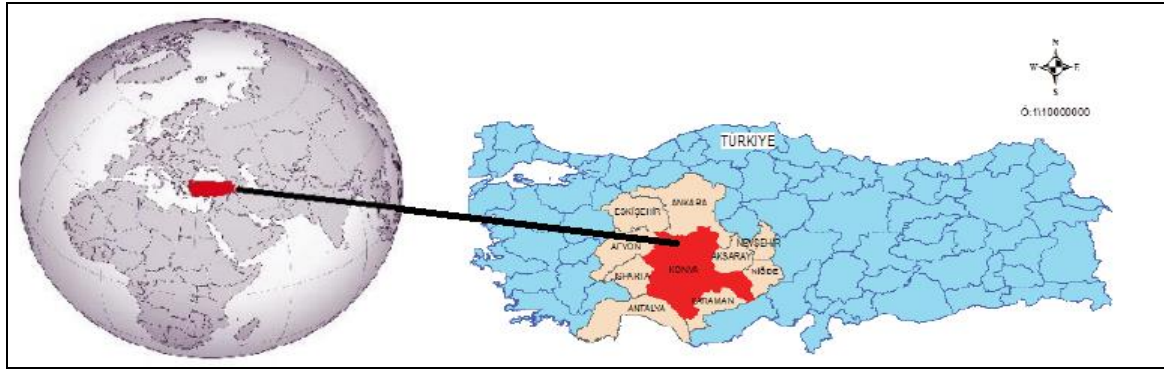 N
W E
S
Ó:1\10000000
TÜRKİYE
ANKARA
ESKİŞEHİR
NEVŞEHİR
AFYON
AKSARAY
KONYA
NİĞDE
ISPARTA
KARAMAN
ANTALYA